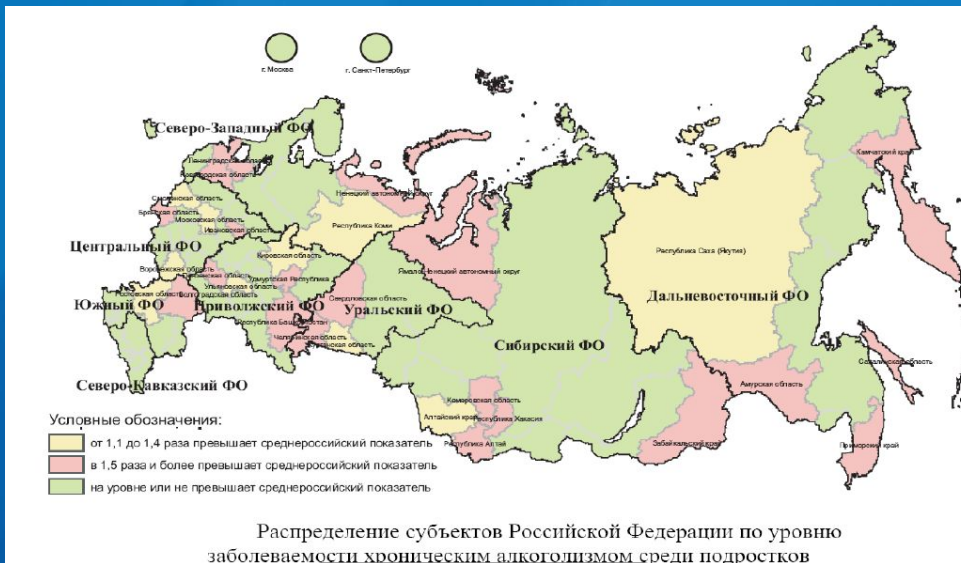 г. Москва
г. Санкт-Петербург
Северо-Западный ФО
Ленинградская область
Новгородская область
Ненецкий автономный округ
Камчатский край
Смоленская область
Брянская область
Московская область
Ивановская область
Республика Коми
Центральный ФО
Кировская область
Республика Саха (Якутия)
Воронежская область
Удмуртская Республика
Ямало-Ненецкий автономный округ
Ульяновская область
Ростовская область
Волгоградская область
Свердловская область
Дальневосточный ФО
Южный ФО
Приволжский ФО
Уральский ФО
Республика Башкортостан
Челябинская область
Курганская область
Сибирский ФО
Сахалинская область
Северо-Кавказский ФО
Кемеровская область
Амурская область
Алтайский край
Республика Хакасия
Республика Алтай
Забайкальский край
Приморский край
Условные обозначения:
от 1,1 до 1,4 раза превышает среднероссийский показатель
в 1,5 раза и более превышает среднероссийский показатель
на уровне или не превышает среднероссийский показатель
Распределение субъектов Российской Федерации по уровню
заболеваемости хроническим алкоголизмом среди подростков